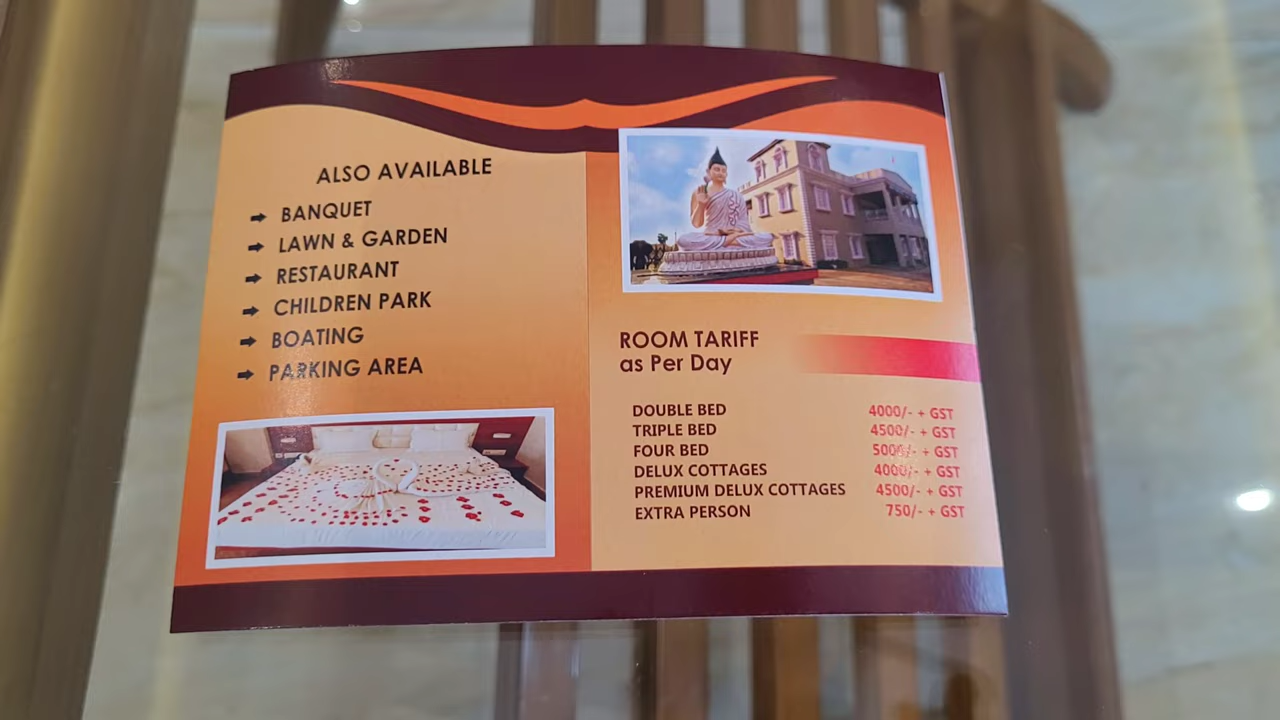 ALSO AVAILABLE
BANQUET
LAWN & GARDEN
RESTAURANT
CHILDREN PARK
BOATING
PARKING AREA
ROOM TARIFF
as Per Day
DOUBLE BED 4000/- + GST
TRIPLE BED 4500/- + GST
FOUR BED 5000/- + GST
DELUX COTTAGES 4000/- + GST
PREMIUM DELUX COTTAGES 4500/- + GST
EXTRA PERSON 750/- + GST